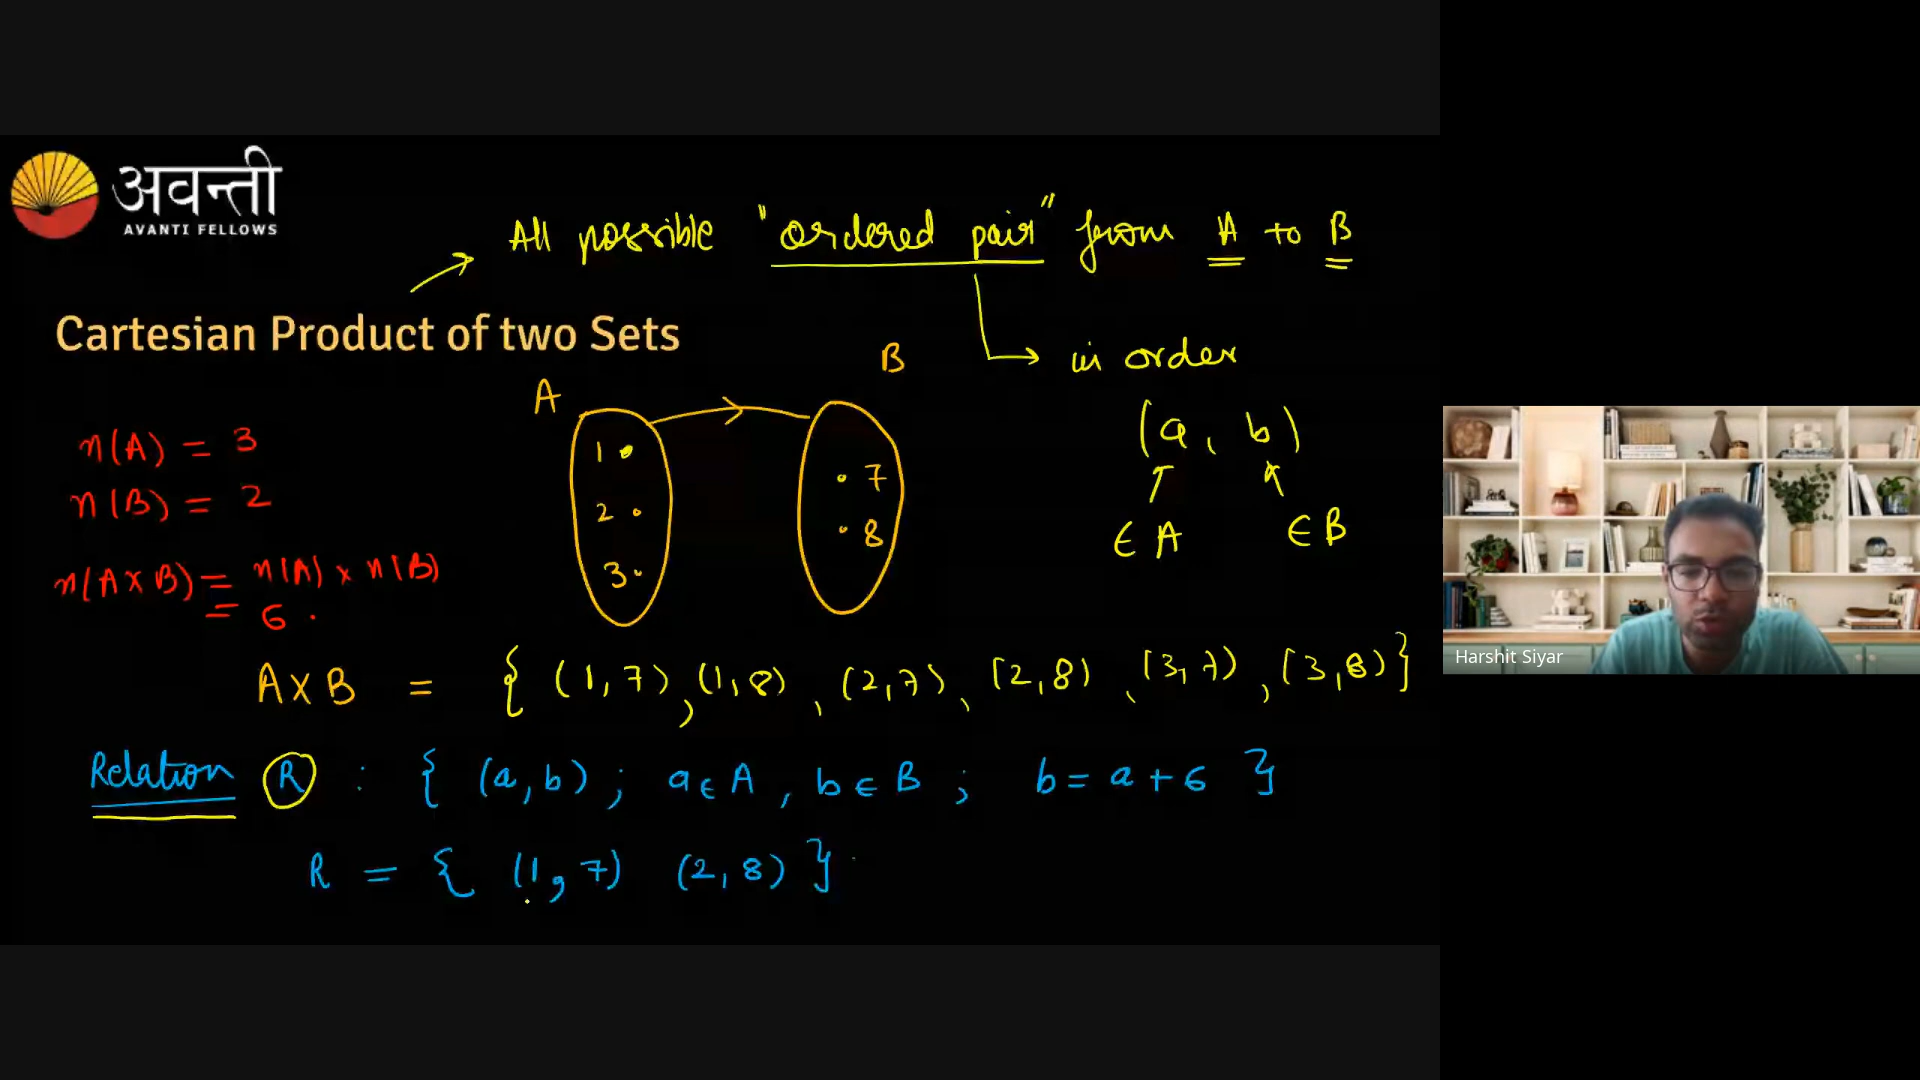 अवन्ती
AVANTI FELLOWS
All possible "ordered pair" from A to B
Cartesian Product of two Sets
in order
A
B
(a, b)
∈ A ∈ B
n(A) = 3
n(B) = 2
n(A×B) = n(A) × n(B)
= 6.
1
2
3
7
8
A×B = { (1,7), (1,8), (2,7), (2,8), (3,7), (3,8)}
Relation R : { (a,b); a∈A, b∈B; b=a+6 }
R = { (1,7) (2,8) }
Harshit Siyar